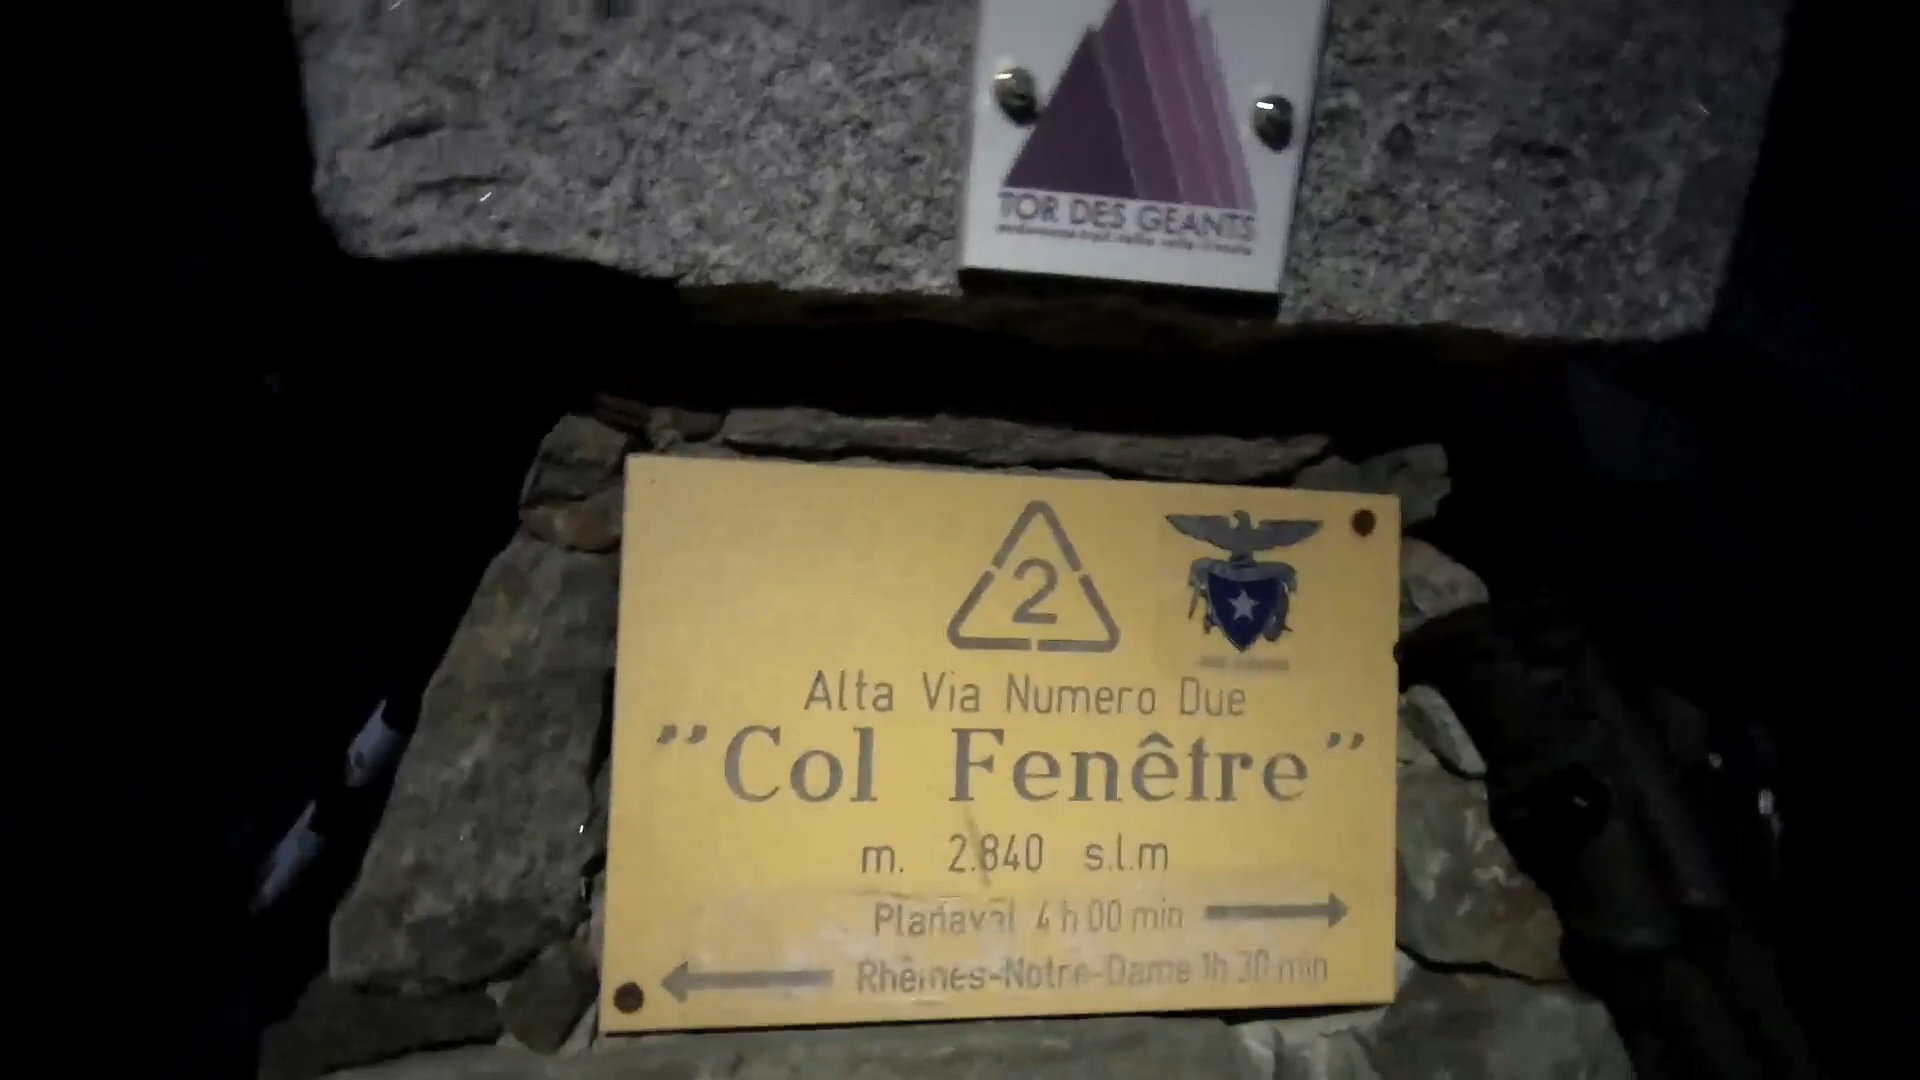 TOR DES GEANTS
2
Alta Via Numero Due
"Col Fenêtre"
m. 2.840 s.l.m
Planaval 4 h 00 min
Rhêmes-Notre-Dame 1h 30 min